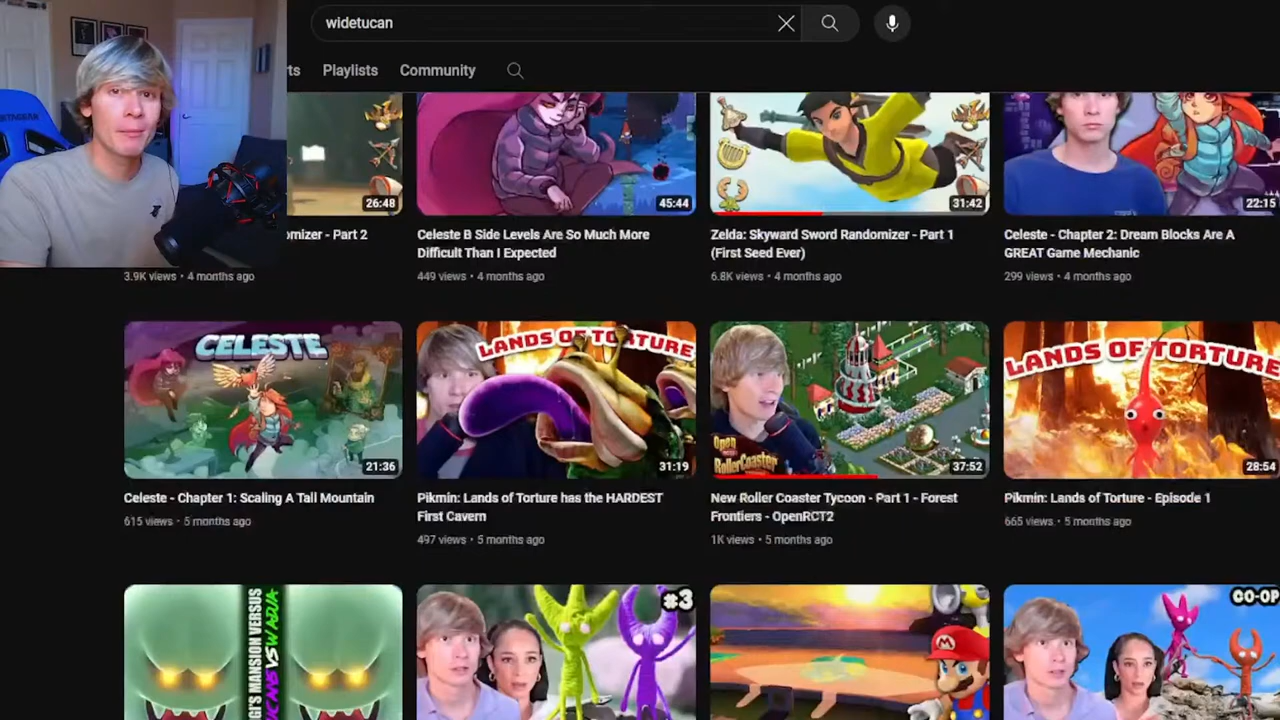 widetucan
ts
Playlists
Community
26:48
45:44
31:42
22:15
omizer - Part 2
3.9K views • 4 months ago
Celeste B Side Levels Are So Much More
Difficult Than I Expected
449 views • 4 months ago
Zelda: Skyward Sword Randomizer - Part 1
(First Seed Ever)
6.8K views • 4 months ago
Celeste - Chapter 2: Dream Blocks Are A
GREAT Game Mechanic
299 views • 4 months ago
CELESTE
21:36
LANDS OF TORTURE
31:19
Open
RollerCoaster
37:52
LANDS OF TORTURE
28:54
Celeste - Chapter 1: Scaling A Tall Mountain
615 views • 5 months ago
Pikmin: Lands of Torture has the HARDEST
First Cavern
497 views • 5 months ago
New Roller Coaster Tycoon - Part 1 - Forest
Frontiers - OpenRCT2
1K views • 5 months ago
Pikmin: Lands of Torture - Episode 1
665 views • 5 months ago
GI'S MANSION VERSUS
#3
M
CO-OP